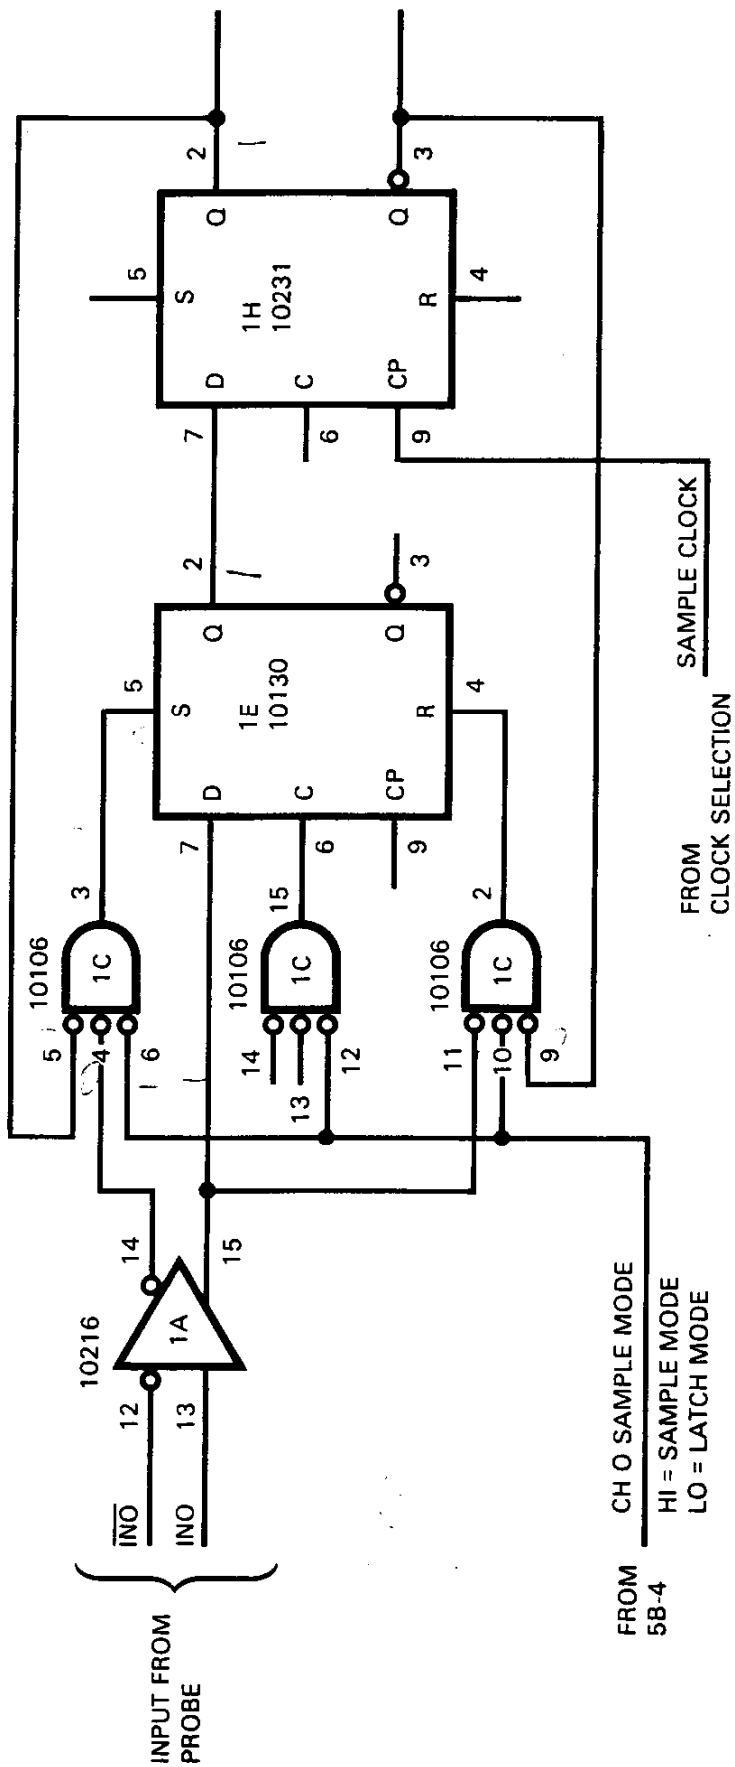 INPUT FROM
PROBE
INO
INO
12
13
10216
1A
14
15
FROM
5B-4
CH O SAMPLE MODE
HI = SAMPLE MODE
LO = LATCH MODE
5
4
6
10106
1C
3
14
13
12
10106
1C
15
11
10
9
10106
1C
2
7
6
9
D
C
CP
5
S
1E
10130
R
4
Q
Q
2
3
FROM
CLOCK SELECTION
SAMPLE CLOCK
7
6
9
D
C
CP
5
S
1H
10231
R
4
Q
Q
2
3